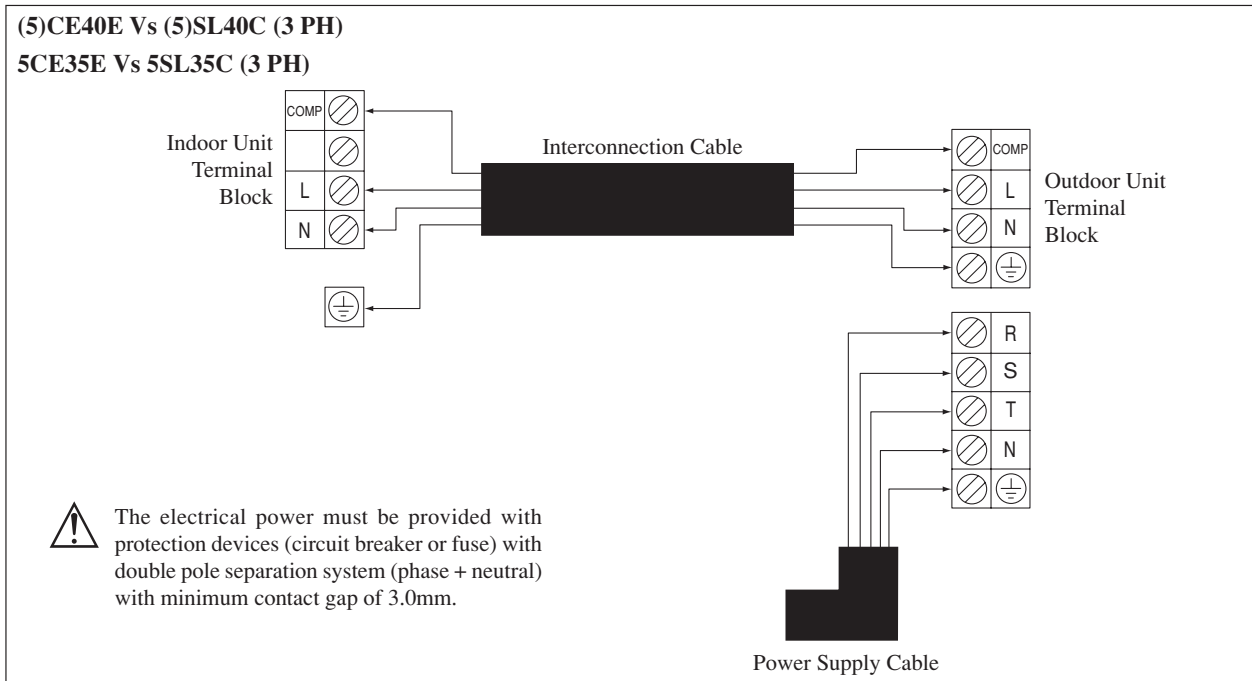 (5)CE40E Vs (5)SL40C (3 PH)
5CE35E Vs 5SL35C (3 PH)
Indoor Unit
Terminal
Block
COMP
L
N
Interconnection Cable
COMP
L
N
Outdoor Unit
Terminal
Block
R
S
T
N
The electrical power must be provided with
protection devices (circuit breaker or fuse) with
double pole separation system (phase + neutral)
with minimum contact gap of 3.0mm.
Power Supply Cable